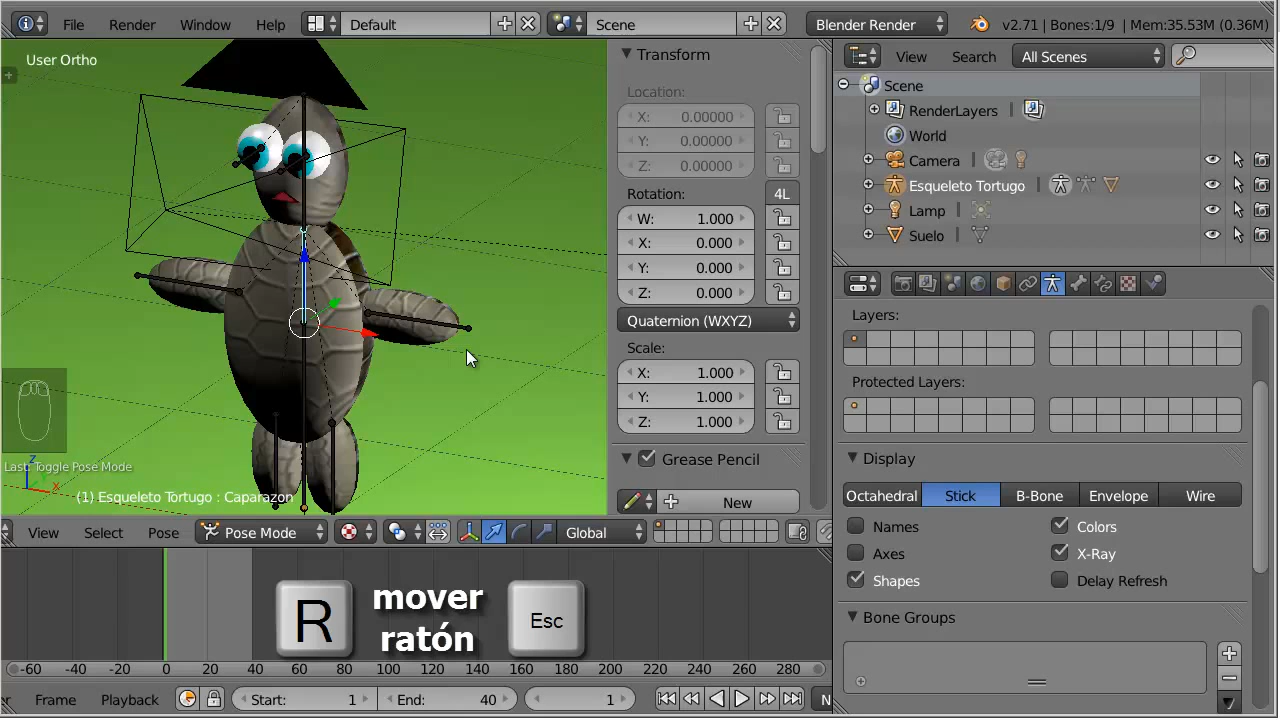 File Render Window Help Default Scene Blender Render v2.71 | Bones:1/9 | Mem:35.53M (0.36M)
User Ortho
Transform
Location:
X: 0.00000
Y: 0.00000
Z: 0.00000
Rotation: 4L
W: 1.000
X: 0.000
Y: 0.000
Z: 0.000
Quaternion (WXYZ)
Scale:
X: 1.000
Y: 1.000
Z: 1.000
Grease Pencil
New
View Search All Scenes
Scene
RenderLayers
World
Camera
Esqueleto Tortugo
Lamp
Suelo
Layers:
Protected Layers:
Display
Octahedral Stick B-Bone Envelope Wire
Names Colors
Axes X-Ray
Shapes Delay Refresh
Bone Groups
Last: Toggle Pose Mode
Z
X
(1) Esqueleto Tortugo : Caparazon
View Select Pose Pose Mode Global
R mover ratón Esc
-60 -40 -20 0 20 40 60 80 100 120 140 160 180 200 220 240 260 280
Frame Playback Start: 1 End: 40 1